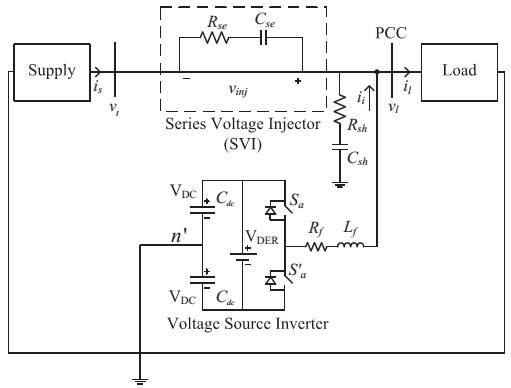 R_se C_se
PCC
Supply
Load
i_s
v_t
− v_inj +
i_i
v_l
i_l
R_sh
Series Voltage Injector
(SVI)
C_sh
V_DC + C_dc
−
S_a
n'
V_DER
+
−
R_f L_f
V_DC + C_dc
−
S'_a
Voltage Source Inverter